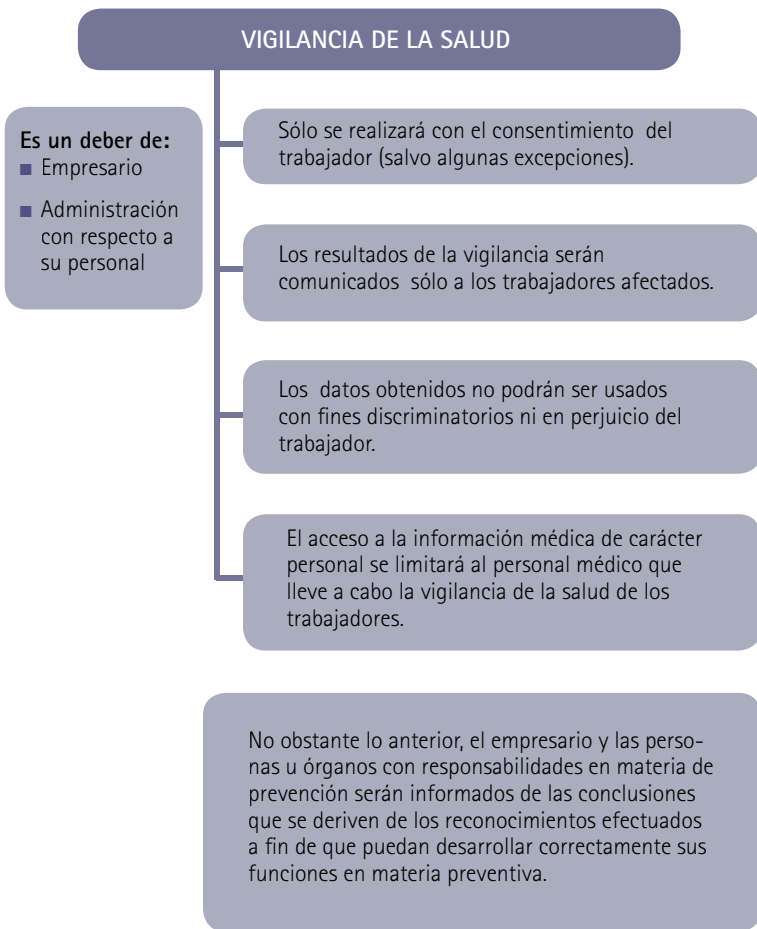 VIGILANCIA DE LA SALUD
Es un deber de:
■ Empresario
■ Administración
con respecto a
su personal
Sólo se realizará con el consentimiento del
trabajador (salvo algunas excepciones).
Los resultados de la vigilancia serán
comunicados sólo a los trabajadores afectados.
Los datos obtenidos no podrán ser usados
con fines discriminatorios ni en perjuicio del
trabajador.
El acceso a la información médica de carácter
personal se limitará al personal médico que
lleve a cabo la vigilancia de la salud de los
trabajadores.
No obstante lo anterior, el empresario y las perso-
nas u órganos con responsabilidades en materia de
prevención serán informados de las conclusiones
que se deriven de los reconocimientos efectuados
a fin de que puedan desarrollar correctamente sus
funciones en materia preventiva.